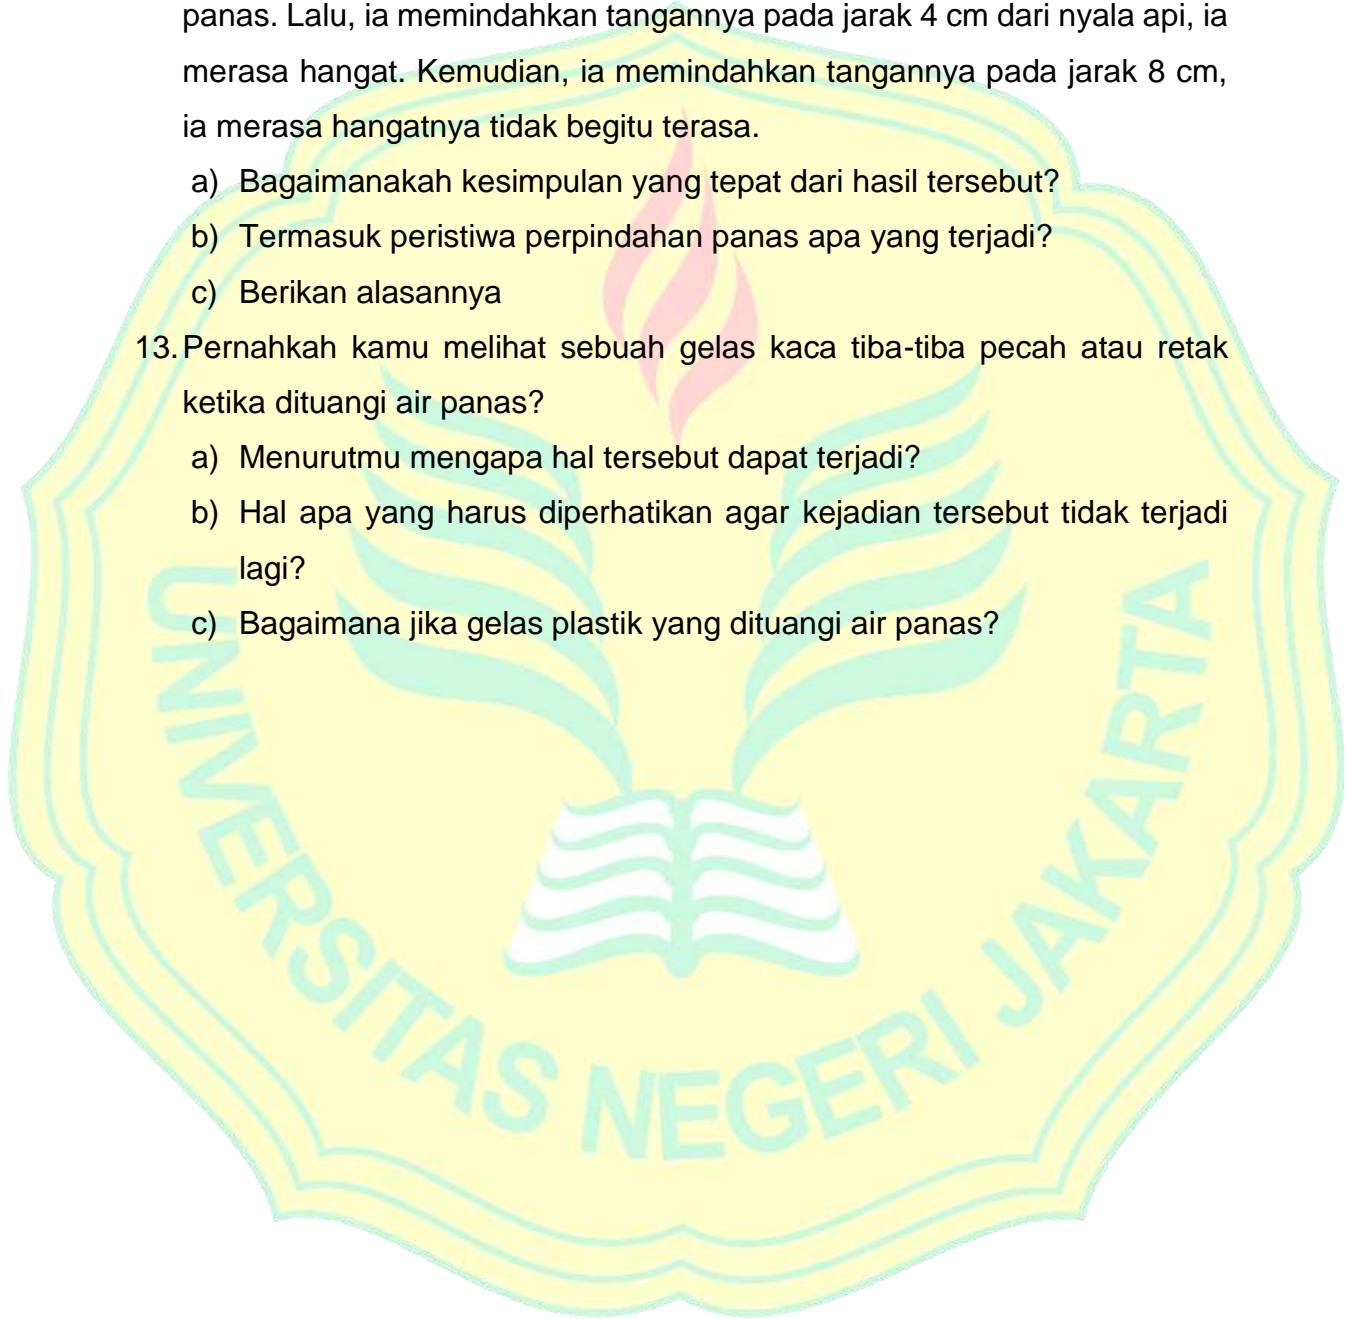 panas. Lalu, ia memindahkan tangannya pada jarak 4 cm dari nyala api, ia
merasa hangat. Kemudian, ia memindahkan tangannya pada jarak 8 cm,
ia merasa hangatnya tidak begitu terasa.
a) Bagaimanakah kesimpulan yang tepat dari hasil tersebut?
b) Termasuk peristiwa perpindahan panas apa yang terjadi?
c) Berikan alasannya
13. Pernahkah kamu melihat sebuah gelas kaca tiba-tiba pecah atau retak
ketika dituangi air panas?
a) Menurutmu mengapa hal tersebut dapat terjadi?
b) Hal apa yang harus diperhatikan agar kejadian tersebut tidak terjadi
lagi?
c) Bagaimana jika gelas plastik yang dituangi air panas?
UNIVERSITAS NEGERI JAKARTA